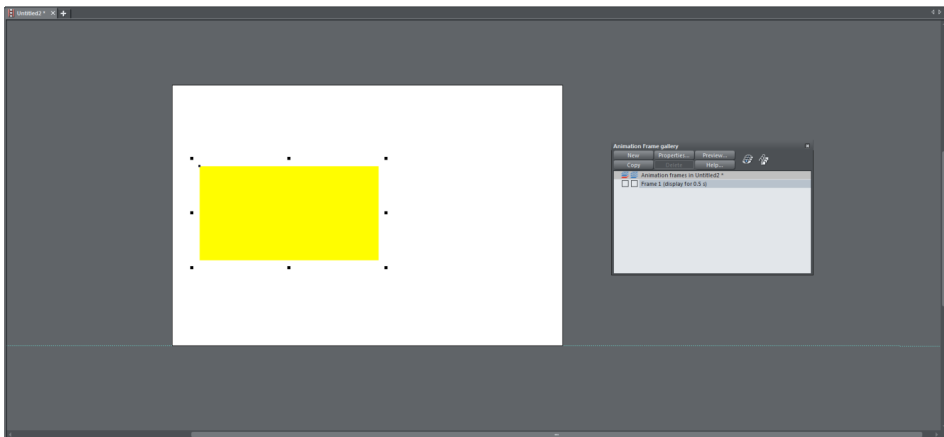 Untitled2 *
Animation Frame gallery
New Properties... Preview...
Copy Delete Help...
Animation frames in Untitled2 *
Frame 1 (display for 0.5 s)